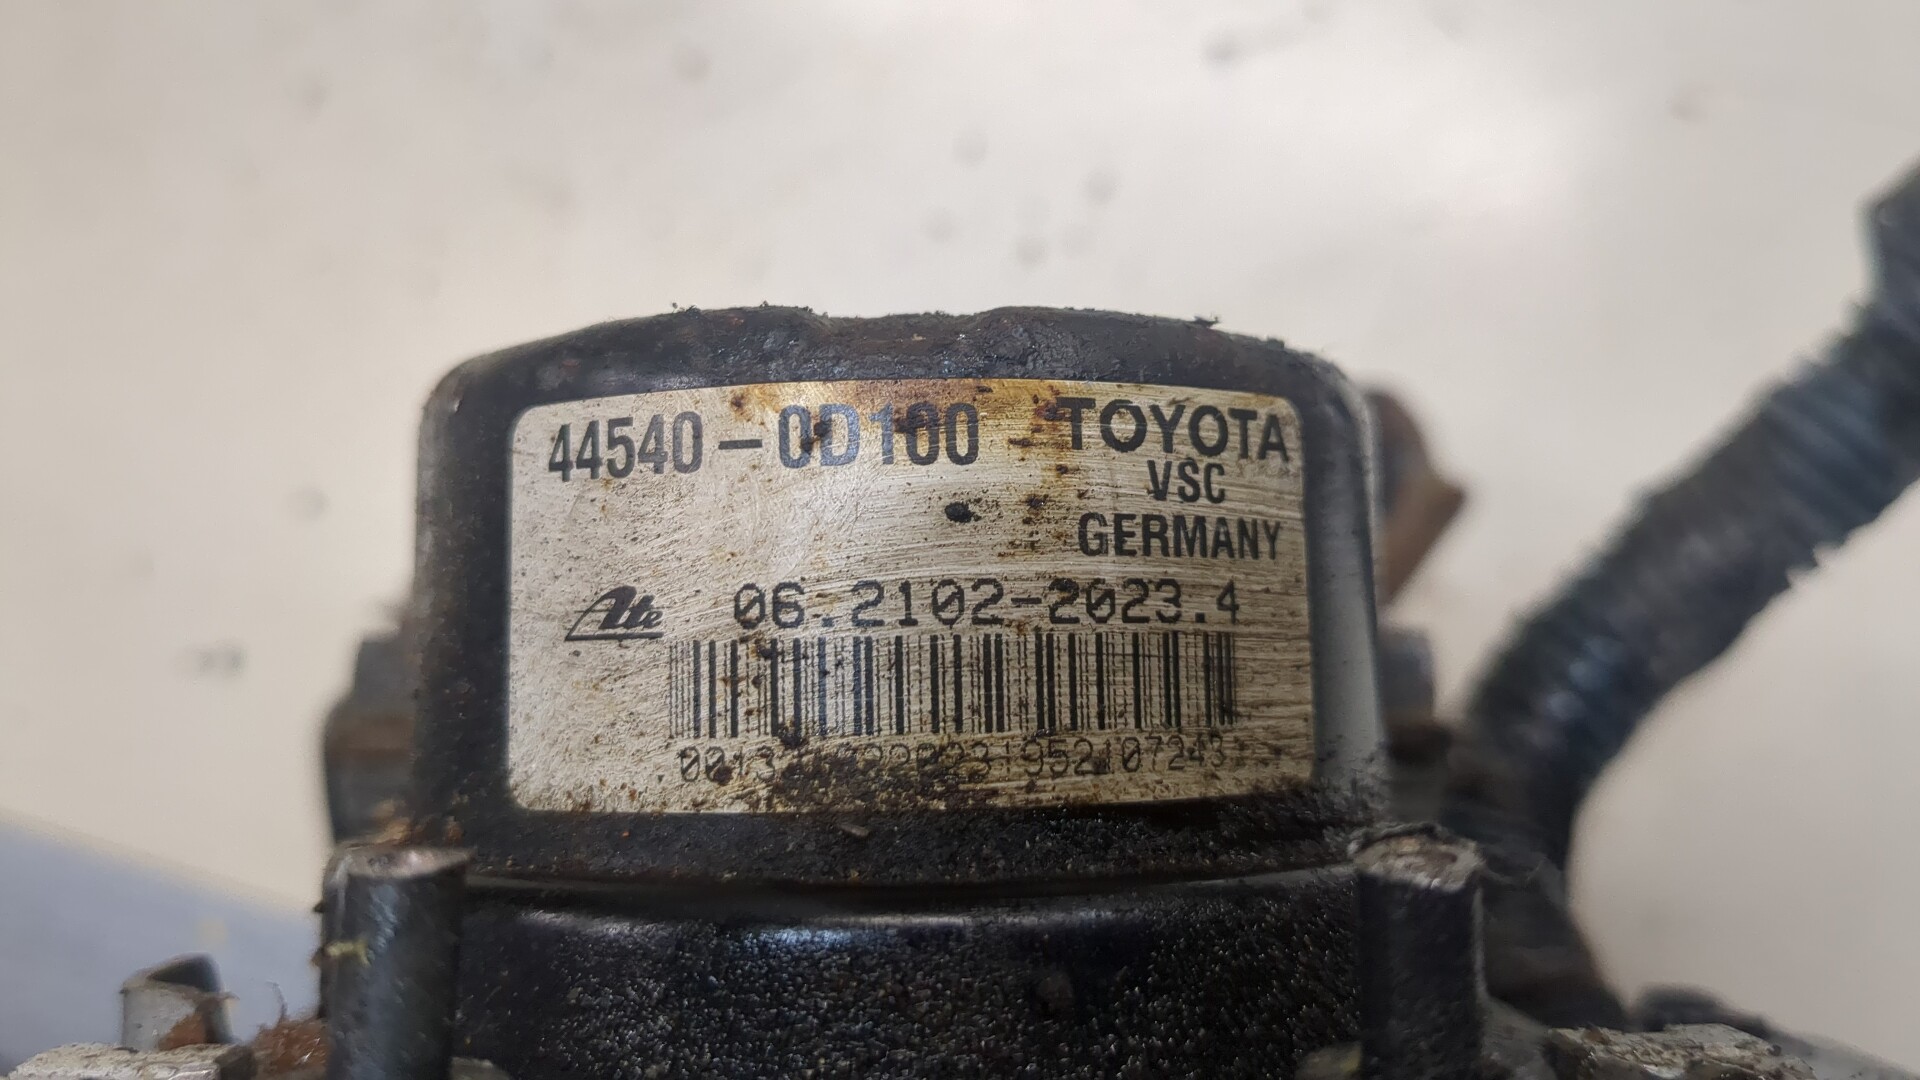 44540-0D100 TOYOTA
VSC
GERMANY
Ate 06.2102-2023.4